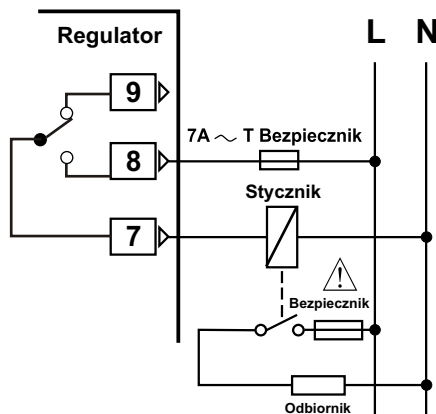 Regulator
L N
9
8
7A ~ T Bezpiecznik
Stycznik
7
Bezpiecznik
Odbiornik